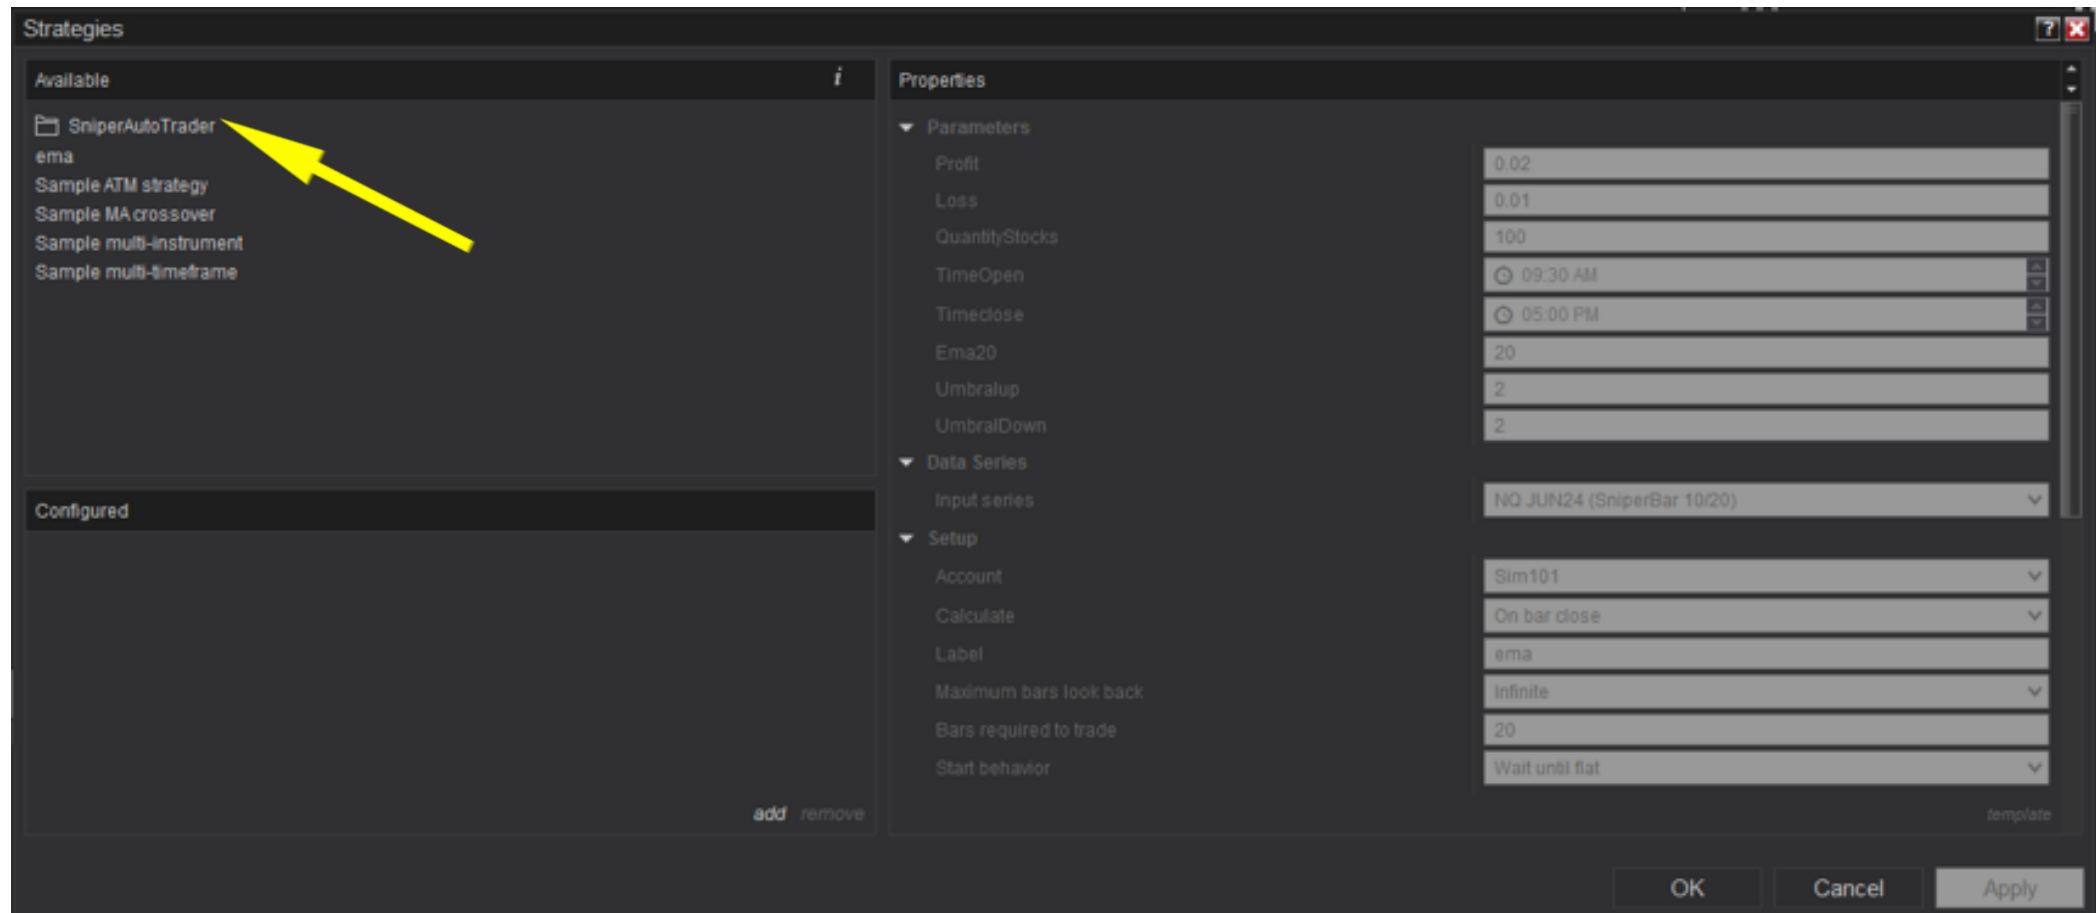 Strategies
?
Available
i
SniperAutoTrader
ema
Sample ATM strategy
Sample MA crossover
Sample multi-instrument
Sample multi-timeframe
Configured
add remove
Properties
Parameters
Profit 0.02
Loss 0.01
QuantityStocks 100
TimeOpen 09:30 AM
Timeclose 05:00 PM
Ema20 20
Umbralup 2
UmbralDown 2
Data Series
Input series NQ JUN24 (SniperBar 10/20)
Setup
Account Sim101
Calculate On bar close
Label ema
Maximum bars look back Infinite
Bars required to trade 20
Start behavior Wait until flat
template
OK Cancel Apply